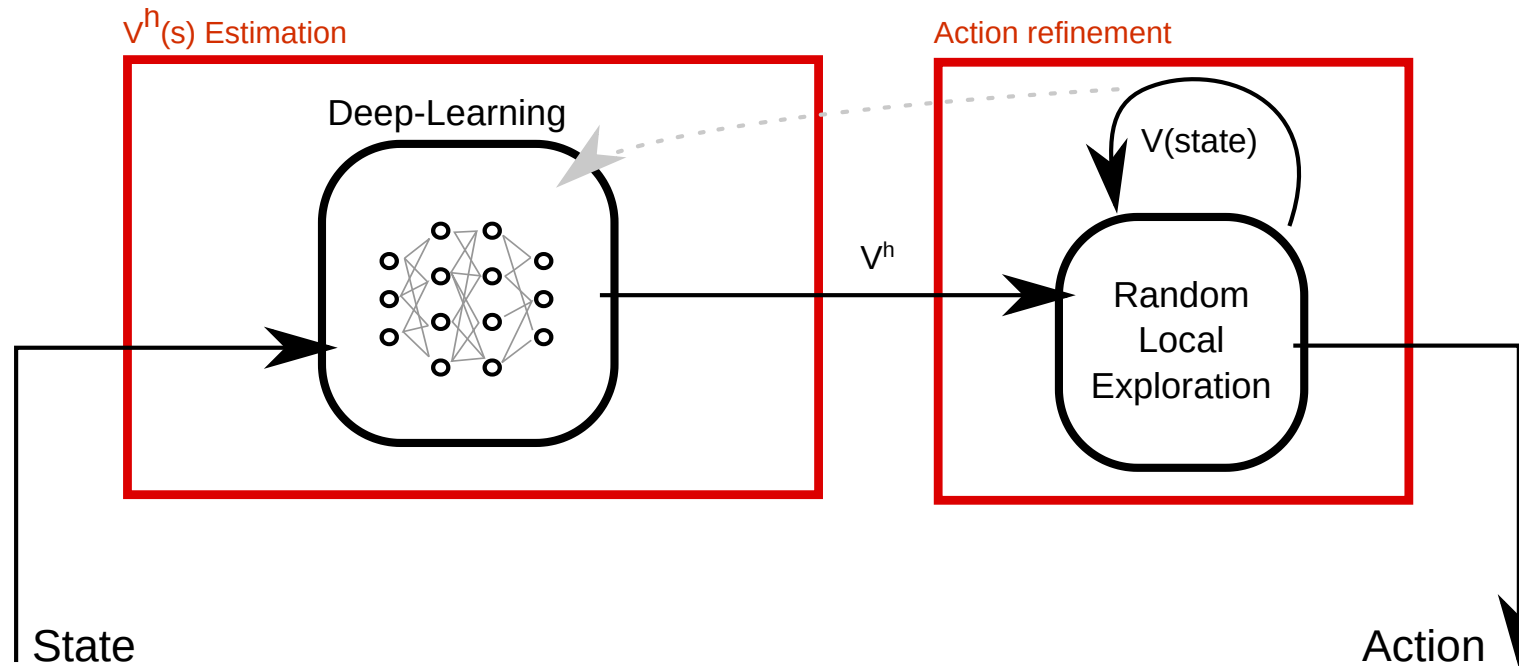 V^h(s) Estimation
Action refinement
Deep-Learning
V(state)
V^h
Random
Local
Exploration
State
Action